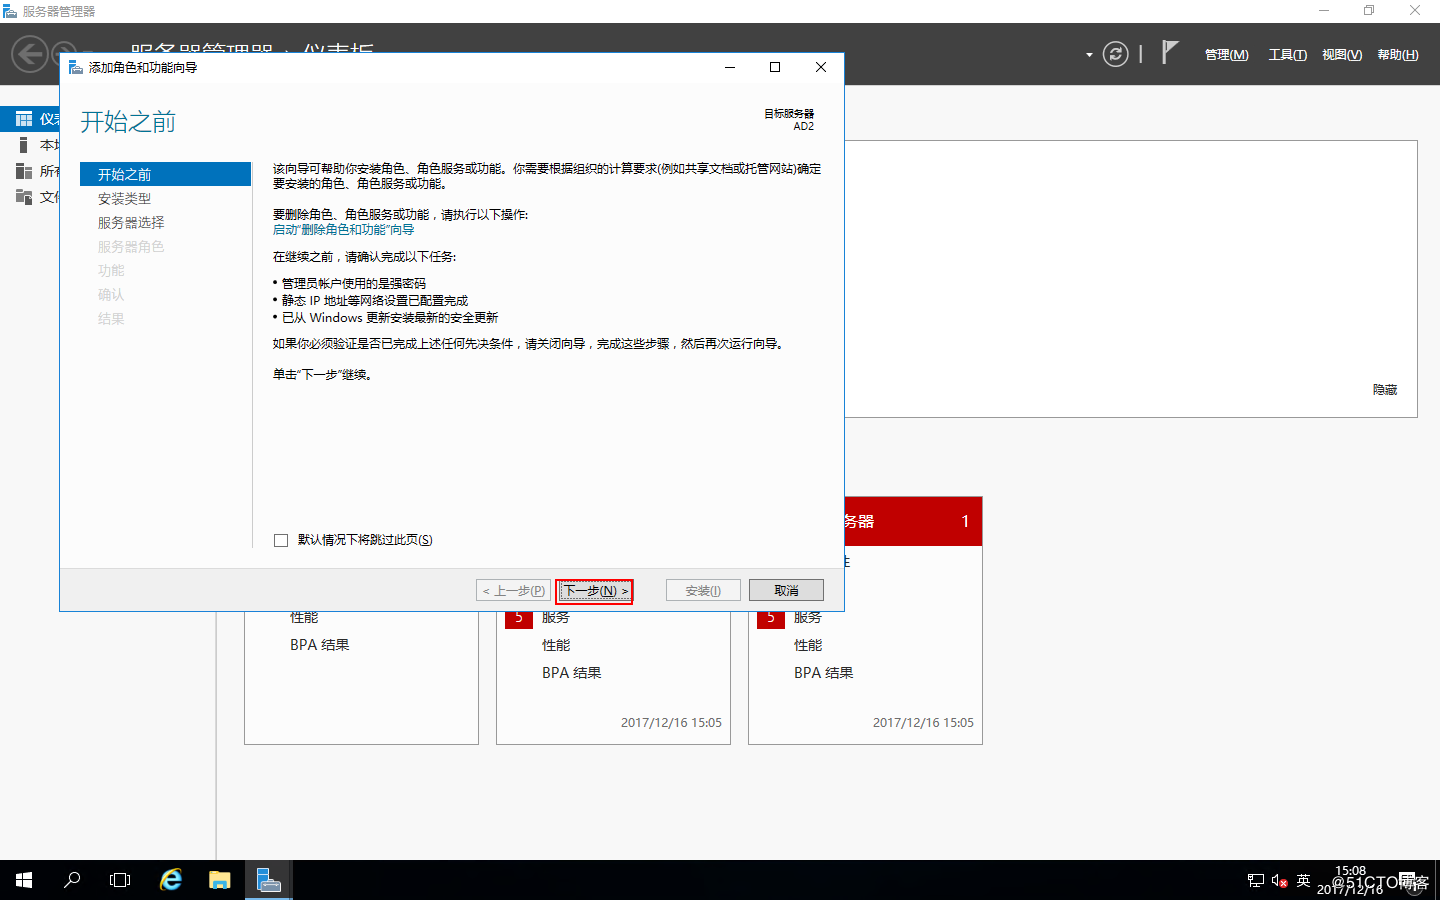 服务器管理器
管理(M)
工具(T)
视图(V)
帮助(H)
添加角色和功能向导
开始之前
目标服务器
AD2
开始之前
安装类型
服务器选择
服务器角色
功能
确认
结果
该向导可帮助你安装角色、角色服务或功能。你需要根据组织的计算要求(例如共享文档或托管网站)确定
要安装的角色、角色服务或功能。
要删除角色、角色服务或功能，请执行以下操作:
启动“删除角色和功能”向导
在继续之前，请确认完成以下任务:
• 管理员帐户使用的是强密码
• 静态 IP 地址等网络设置已配置完成
• 已从 Windows 更新安装最新的安全更新
如果你必须验证是否已完成上述任何先决条件，请关闭向导，完成这些步骤，然后再次运行向导。
单击“下一步”继续。
默认情况下将跳过此页(S)
< 上一步(P)
下一步(N) >
安装(I)
取消
隐藏
务器 1
性能
BPA 结果
5 服务
性能
BPA 结果
2017/12/16 15:05
5 服务
性能
BPA 结果
2017/12/16 15:05
英
15:08
2017/12/16
@51CTO博客